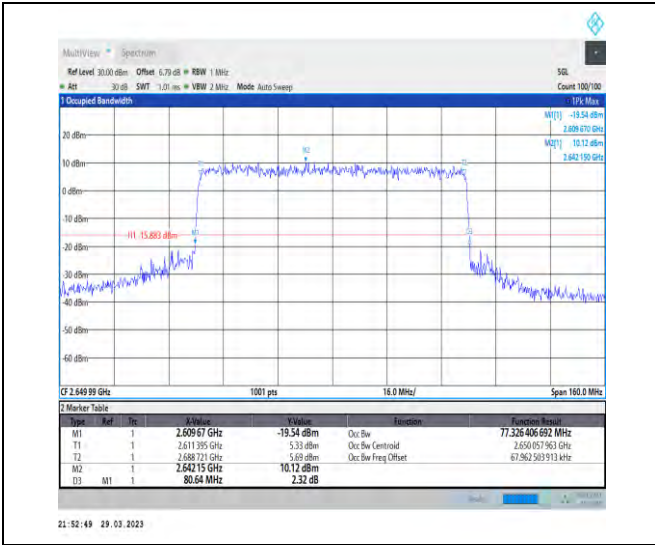 MultiView Spectrum
Ref Level 30.00 dBm Offset 6.79 dB RBW 1 MHz SGL
Att 30 dB SWT 1.01 ms VBW 2 MHz Mode Auto Sweep Count 100/100
1 Occupied Bandwidth 1Pk Max
M1[1] -19.54 dBm
2.609 670 GHz
M2[1] 10.12 dBm
2.642 150 GHz
20 dBm
M2
10 dBm
0 dBm
-10 dBm
H1 15.883 dBm
M1
D3
-30 dBm
-40 dBm
-50 dBm
-60 dBm
CF 2.649 99 GHz 1001 pts 16.0 MHz/ Span 160.0 MHz
2 Marker Table
Type Ref Trc X-Value Y-Value Function Function Result
M1 1 2.609 67 GHz -19.54 dBm Occ Bw 77.326 406 692 MHz
T1 1 2.611 395 GHz 5.33 dBm Occ Bw Centroid 2.650 057 963 GHz
T2 1 2.688 721 GHz 5.69 dBm Occ Bw Freq Offset 67.962 503 913 kHz
M2 1 2.642 15 GHz 10.12 dBm
D3 M1 1 80.64 MHz 2.32 dB
21:52:49 29.03.2023